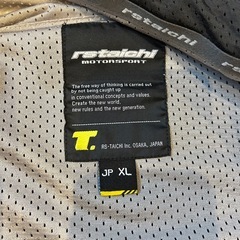 rstaichi
MOTORSPORT
The free way of thinking is carried out
by not being caught up
in conventional concepts and values.
Create the new world.
new rules and the new generation.
T.
RS-TAICHI Inc. OSAKA, JAPAN
JP XL